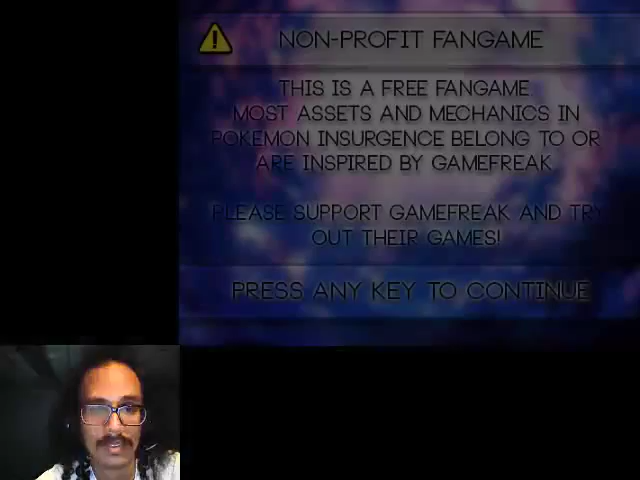 NON-PROFIT FANGAME
THIS IS A FREE FANGAME
MOST ASSETS AND MECHANICS IN
POKEMON INSURGENCE BELONG TO OR
ARE INSPIRED BY GAMEFREAK
PLEASE SUPPORT GAMEFREAK AND TRY
OUT THEIR GAMES!
PRESS ANY KEY TO CONTINUE